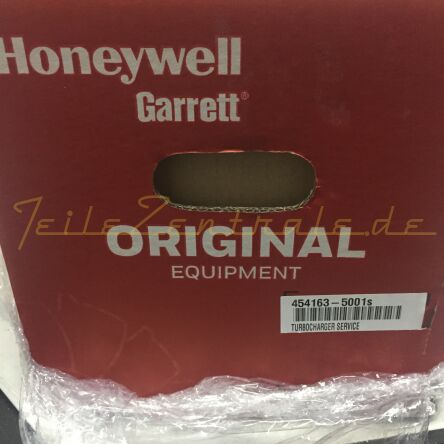 Honeywell
Garrett®
TeileZentrale.de
ORIGINAL
EQUIPMENT
454163-5001s
TURBOCHARGER SERVICE